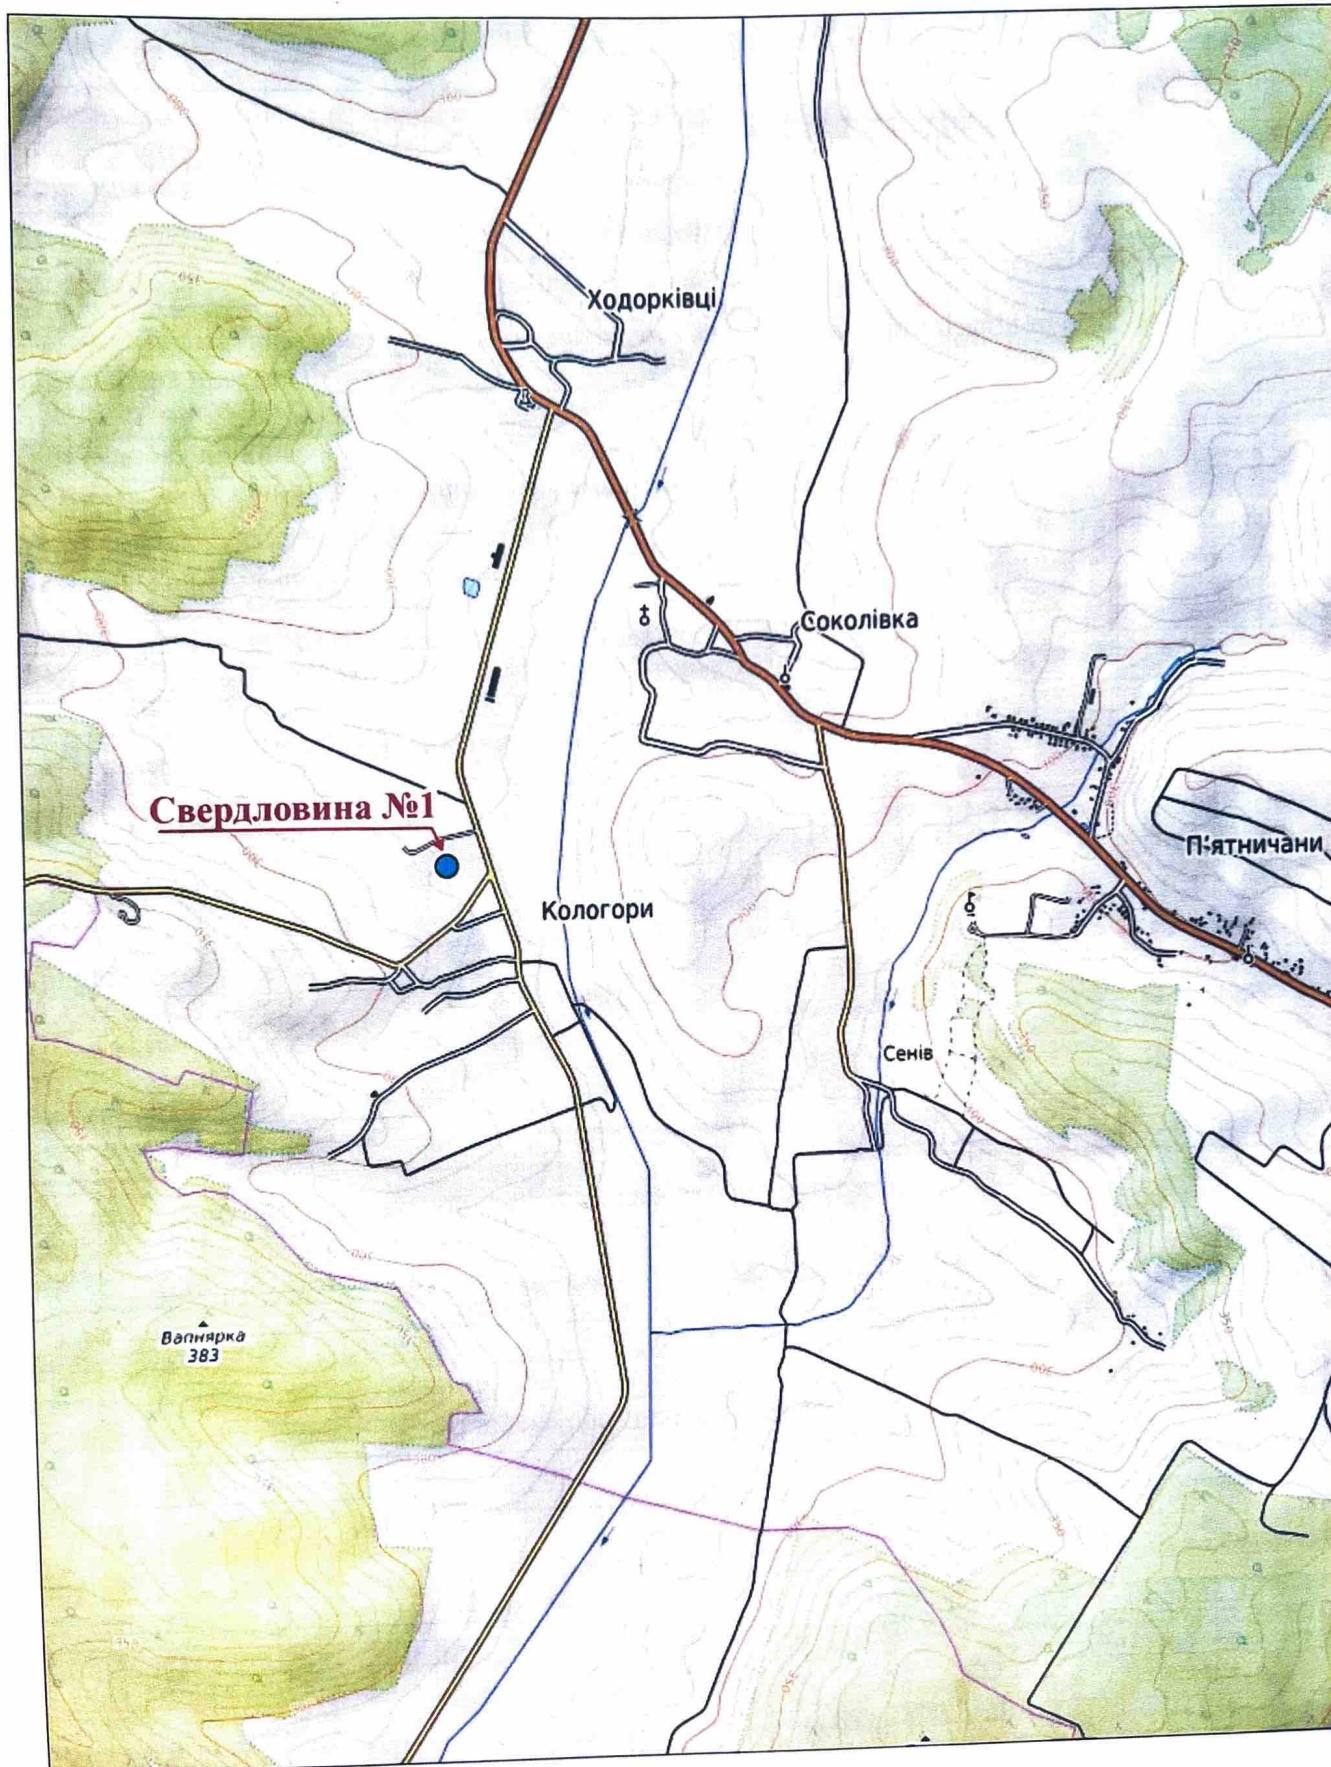 Ходорківці
Соколівка
Свердловина №1
П'ятничани
Кологори
Сенів
Вапнярка
383